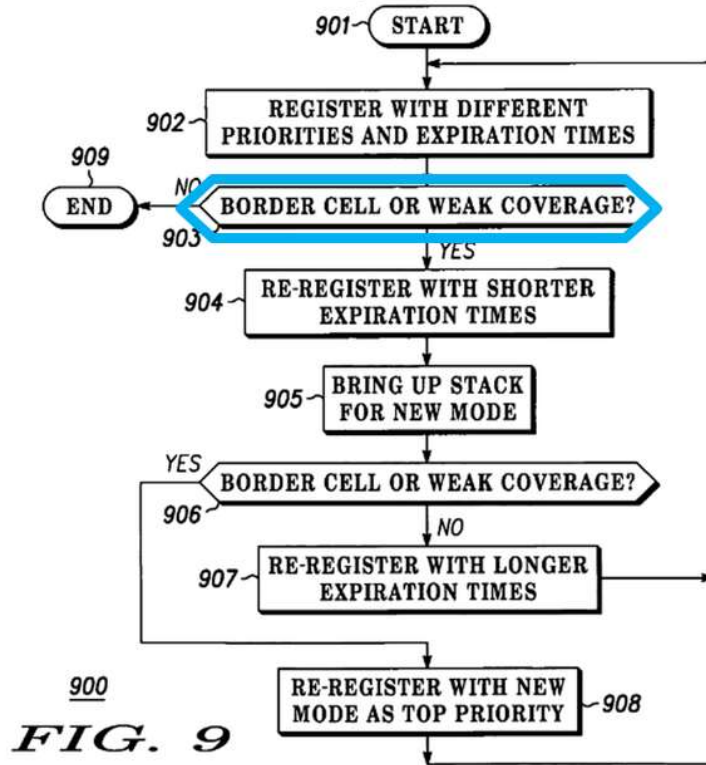 901
START
902
REGISTER WITH DIFFERENT
PRIORITIES AND EXPIRATION TIMES
909
END
NO
BORDER CELL OR WEAK COVERAGE?
903
YES
904
RE-REGISTER WITH SHORTER
EXPIRATION TIMES
905
BRING UP STACK
FOR NEW MODE
YES
BORDER CELL OR WEAK COVERAGE?
906
NO
907
RE-REGISTER WITH LONGER
EXPIRATION TIMES
RE-REGISTER WITH NEW
MODE AS TOP PRIORITY
908
900
FIG. 9